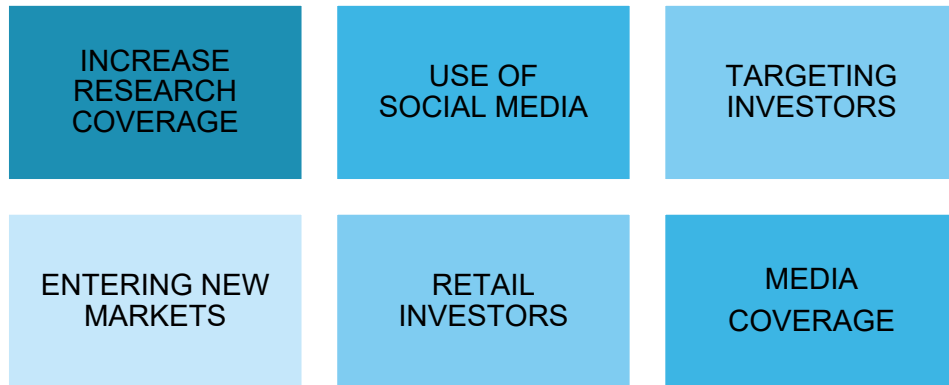 INCREASE
RESEARCH
COVERAGE
USE OF
SOCIAL MEDIA
TARGETING
INVESTORS
ENTERING NEW
MARKETS
RETAIL
INVESTORS
MEDIA
COVERAGE